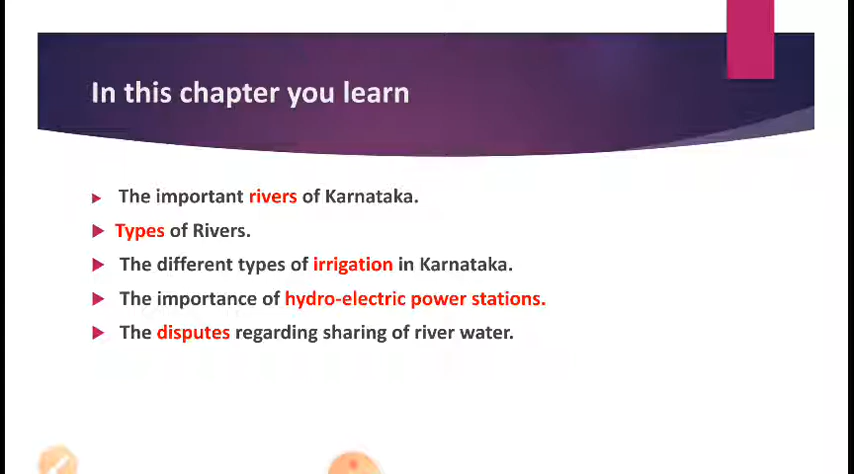 In this chapter you learn
The important rivers of Karnataka.
Types of Rivers.
The different types of irrigation in Karnataka.
The importance of hydro-electric power stations.
The disputes regarding sharing of river water.